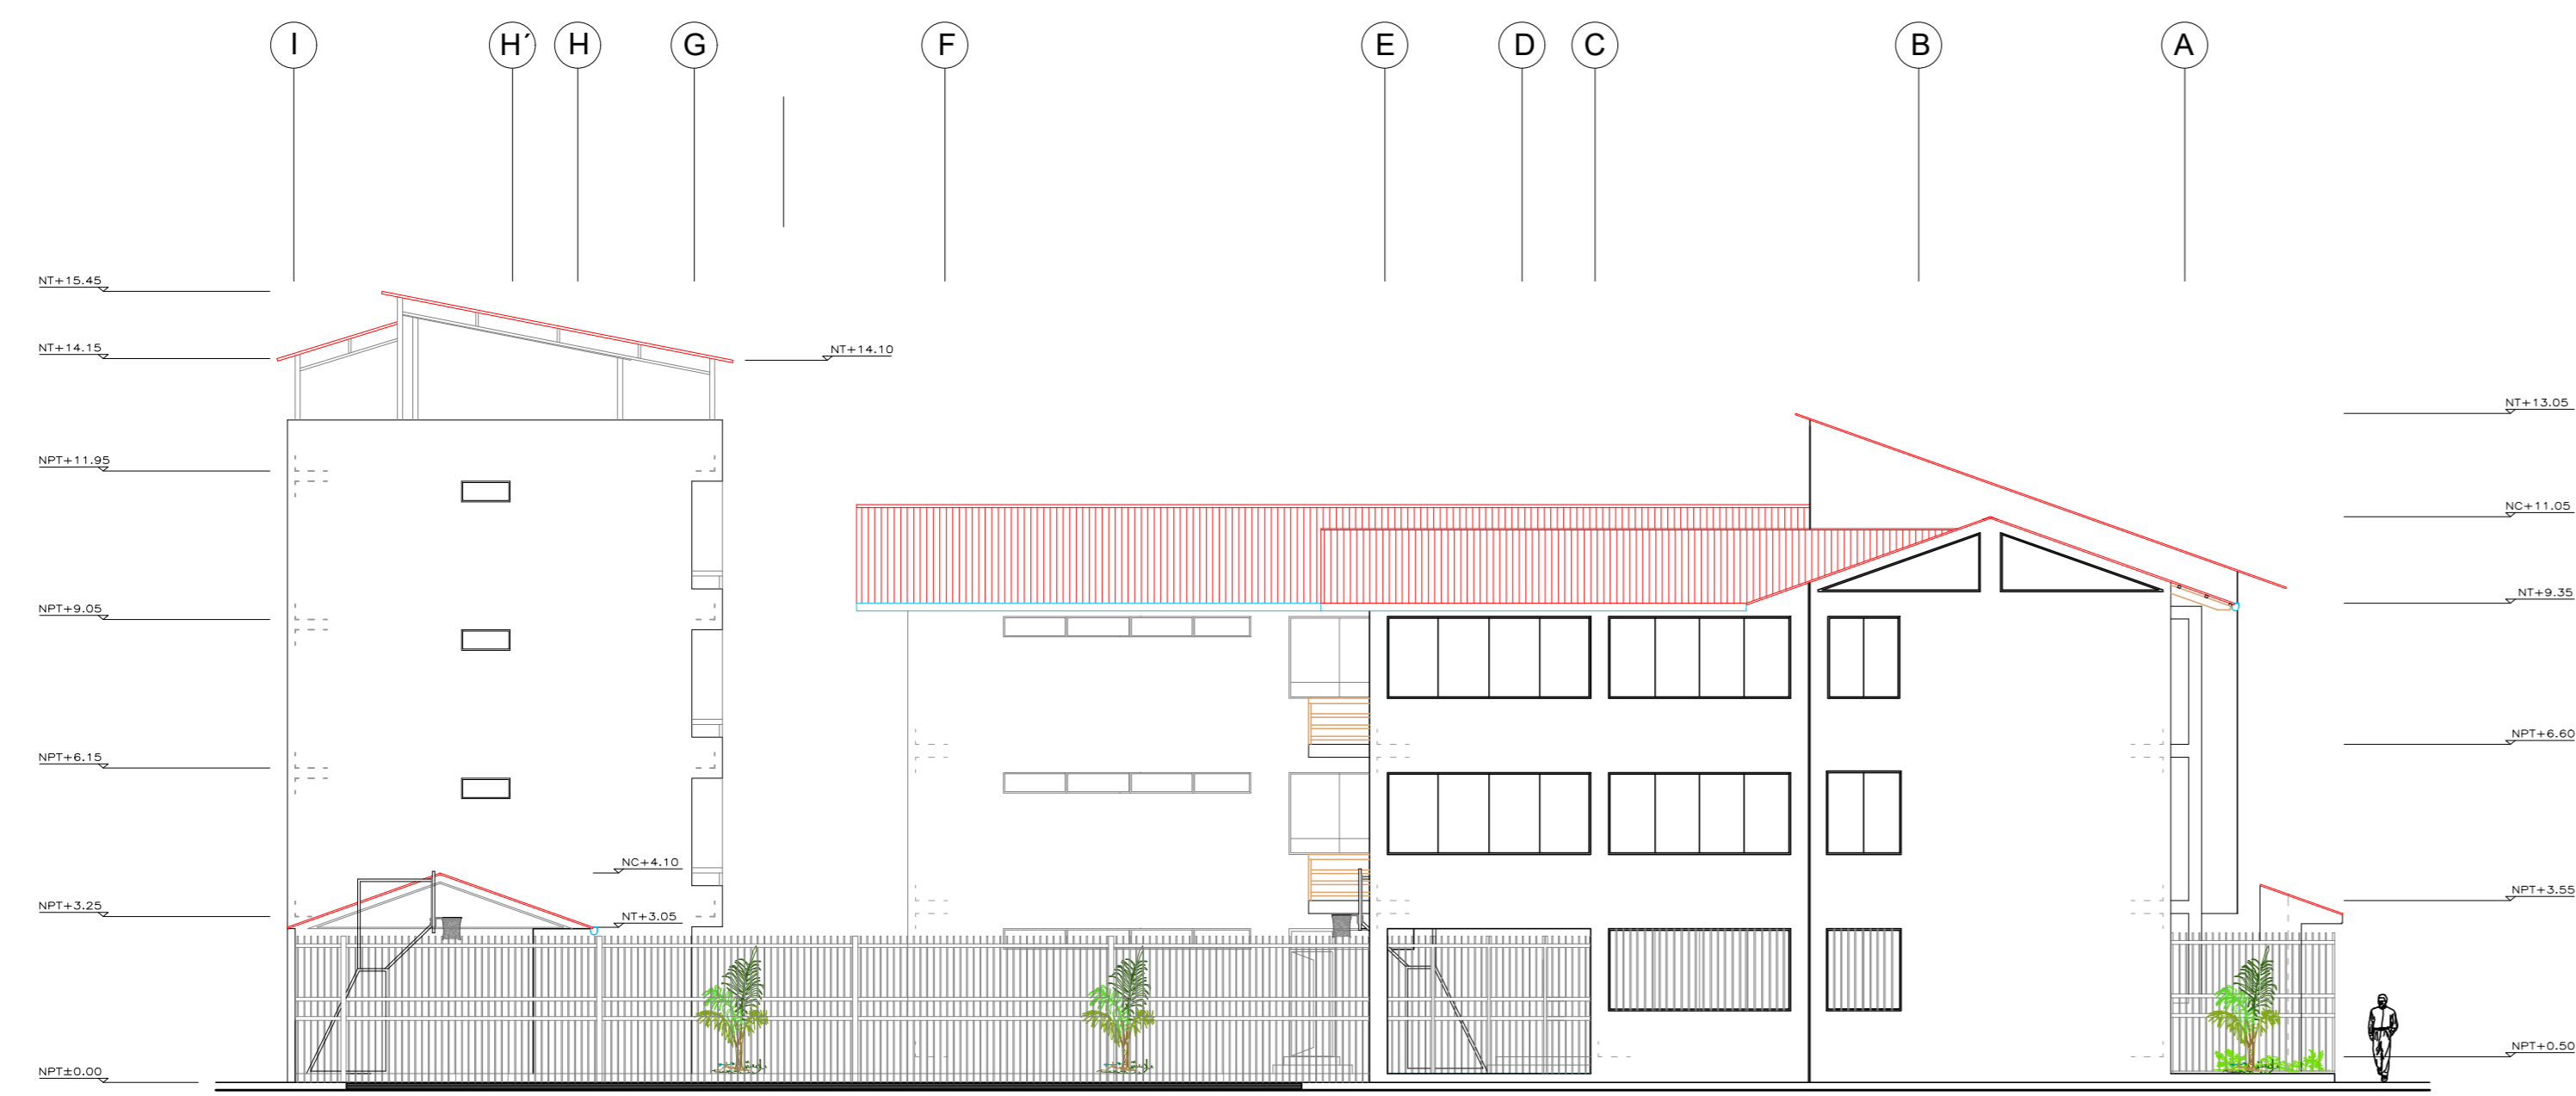 I H´ H G F E D C B A
NT+15.45
NT+14.15
NT+14.10
NT+13.05
NPT+11.95
NC+11.05
NPT+9.05
NT+9.35
NPT+6.15
NPT+6.60
NC+4.10
NPT+3.25
NT+3.05
NPT+3.55
NPT±0.00
NPT+0.50